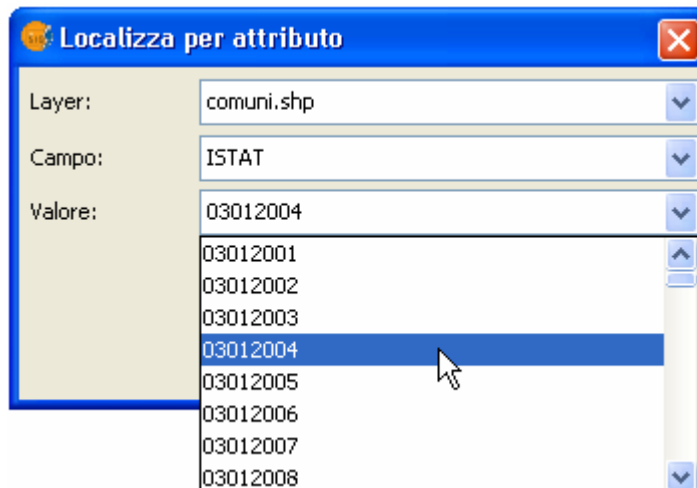 Localizza per attributo
Layer: comuni.shp
Campo: ISTAT
Valore: 03012004
03012001
03012002
03012003
03012004
03012005
03012006
03012007
03012008